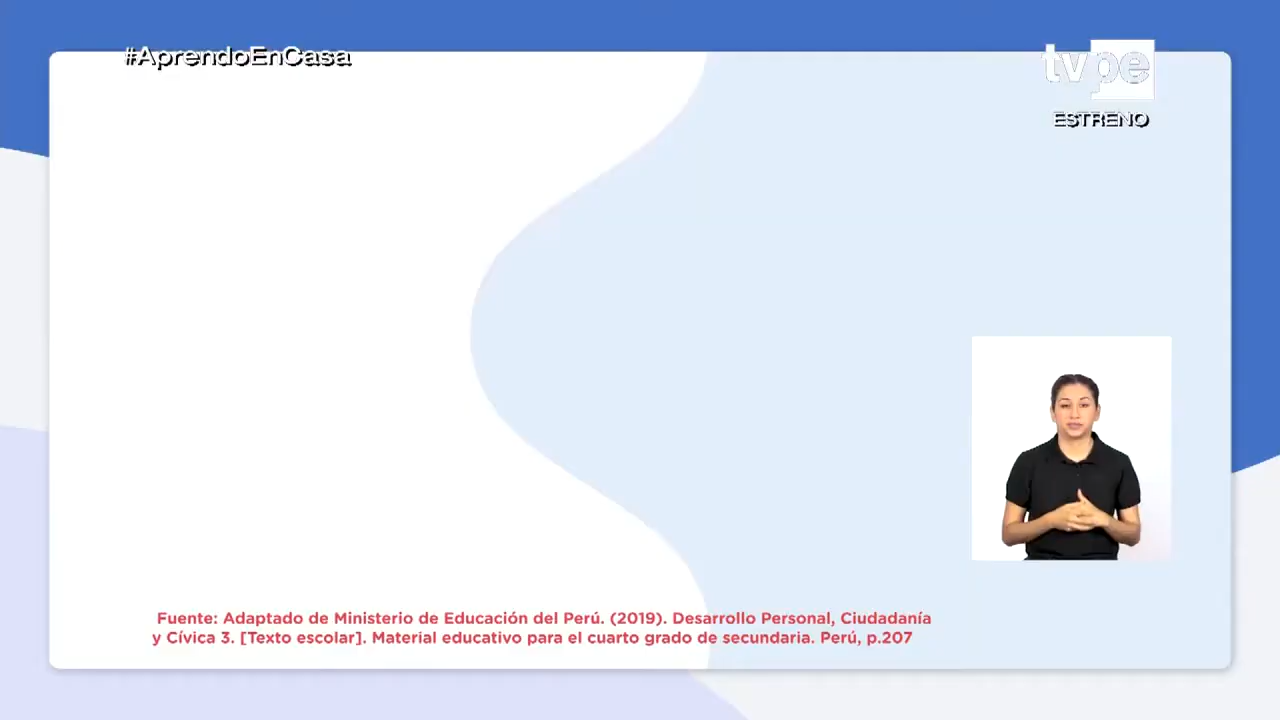 #AprendoEnCasa
tvpe
ESTRENO
Fuente: Adaptado de Ministerio de Educación del Perú. (2019). Desarrollo Personal, Ciudadanía
y Cívica 3. [Texto escolar]. Material educativo para el cuarto grado de secundaria. Perú, p.207